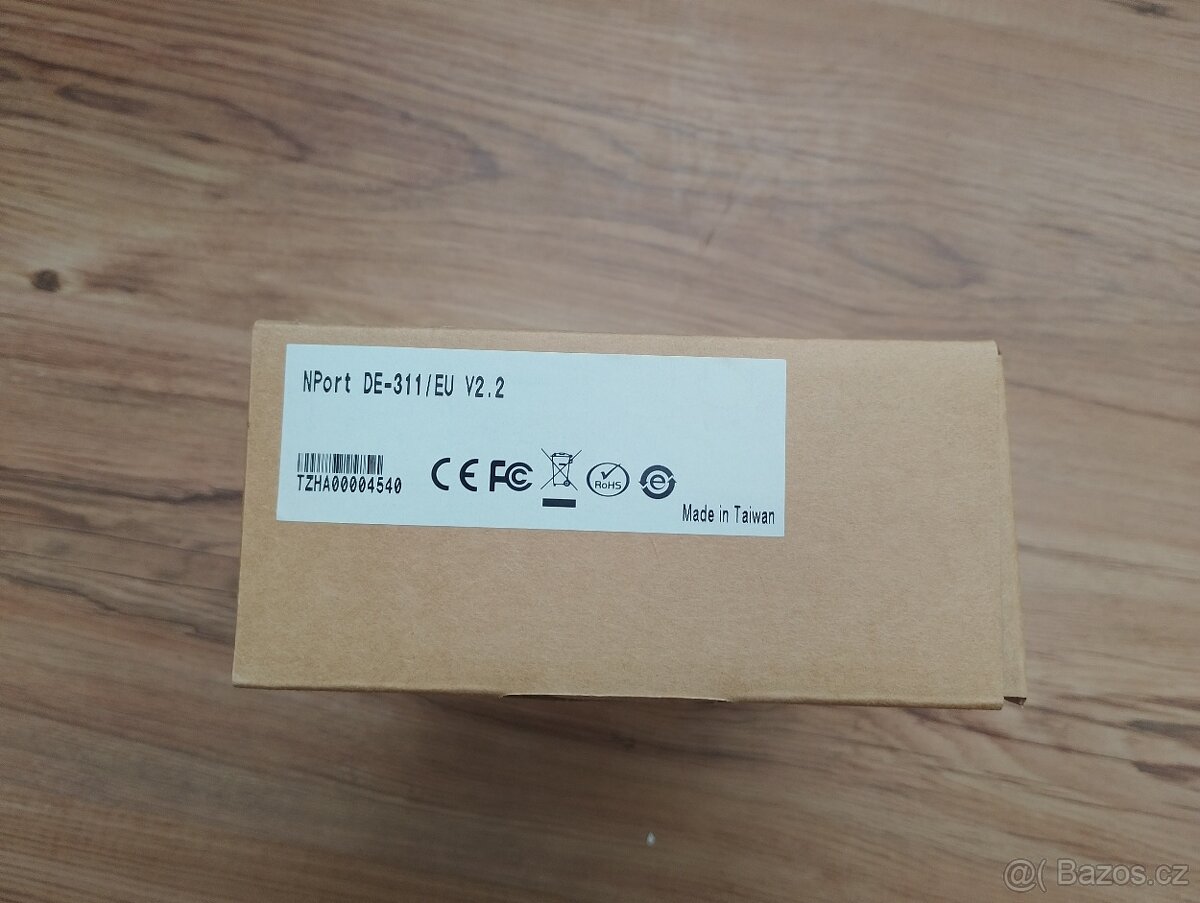 NPort DE-311/EU V2.2
TZHA00004540
CE FC RoHS e
Made in Taiwan
@( Bazos.cz